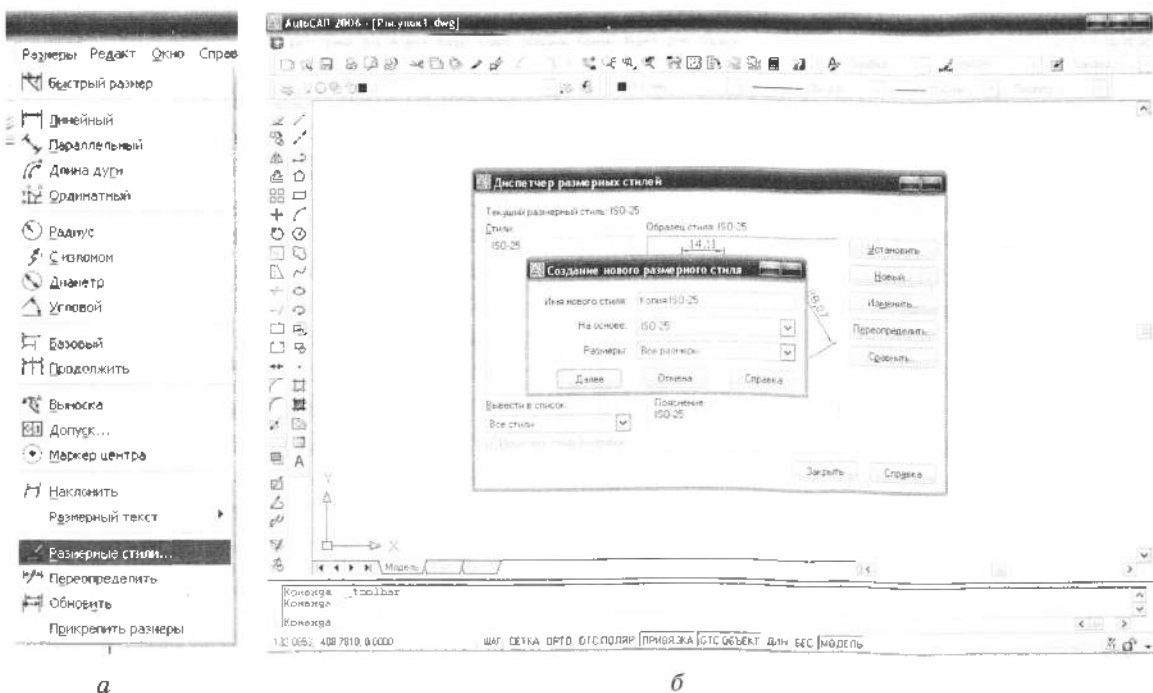 Размеры Редакт Окно Справ
Быстрый размер
Линейный
Параллельный
Длина дуги
Ординатный
Радиус
С изломом
Диаметр
Угловой
Базовый
Продолжить
Выноска
Допуск...
Маркер центра
Наклонить
Размерный текст
Размерные стили...
Переопределить
Обновить
Прикрепить размеры
а
AutoCAD 2006 - [Рисунок1.dwg]
Диспетчер размерных стилей
Текущий размерный стиль: ISO-25
Стили:
ISO-25
Образец стиля: ISO-25
14,11
Установить
Новый...
Изменить...
Переопределить...
Сравнить...
Создание нового размерного стиля
Имя нового стиля: Копия ISO-25
На основе: ISO-25
Размеры: Все размеры
Далее Отмена Справка
Вывести в список:
Все стили
Пояснение
ISO-25
Закрыть Справка
A
Y
X
Модель
Команда _toolbar
Команда
Команда
ШАГ СЕТКА ОРТО ОТС-ПОЛЯР ПРИВЯЗКА ОТС-ОБЪЕКТ ДИН ВЕС МОДЕЛЬ
б